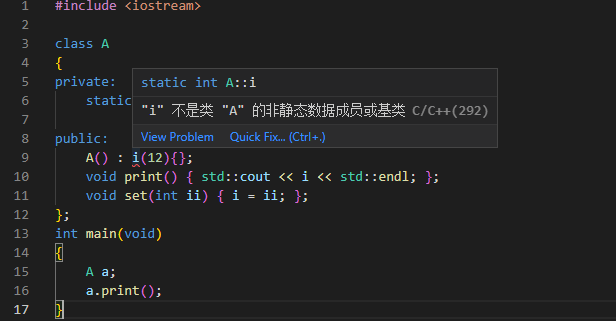 1 #include <iostream>
2
3 class A
4 {
5 private:
static int A::i
6 static
"i" 不是类 "A" 的非静态数据成员或基类 C/C++(292)
7
8 public:
View Problem Quick Fix... (Ctrl+.)
9 A() : i(12){};
10 void print() { std::cout << i << std::endl; };
11 void set(int ii) { i = ii; };
12 };
13 int main(void)
14 {
15 A a;
16 a.print();
17 }